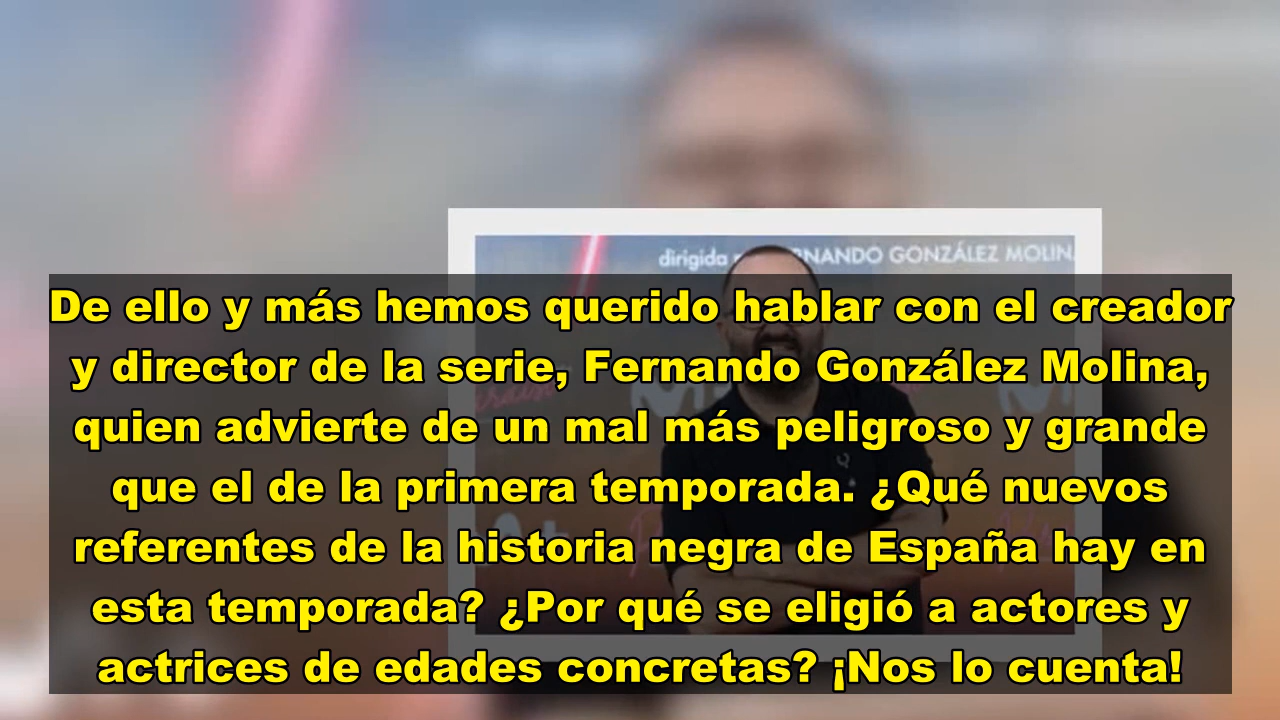 dirigida
FERNANDO GONZÁLEZ MOLIN
De ello y más hemos querido hablar con el creador
y director de la serie, Fernando González Molina,
quien advierte de un mal más peligroso y grande
que el de la primera temporada. ¿Qué nuevos
referentes de la historia negra de España hay en
esta temporada? ¿Por qué se eligió a actores y
actrices de edades concretas? ¡Nos lo cuenta!